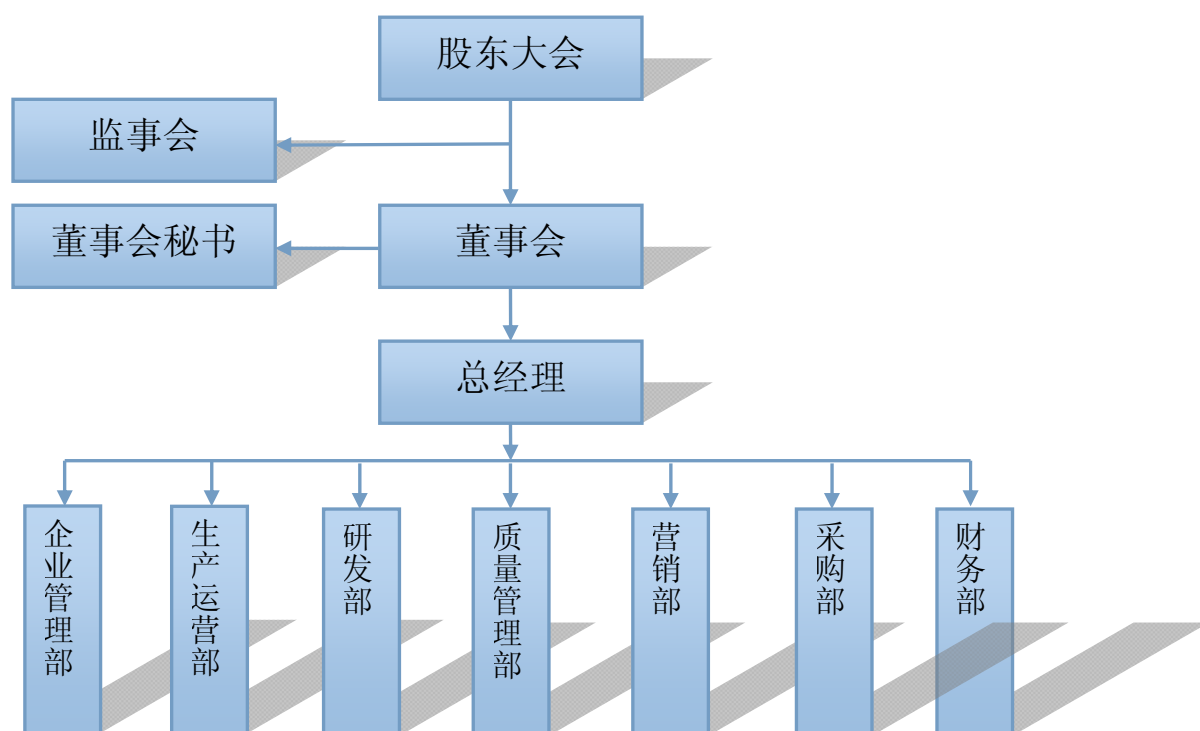 股东大会
监事会
董事会秘书
董事会
总经理
企业管理部
生产运营部
研发部
质量管理部
营销部
采购部
财务部